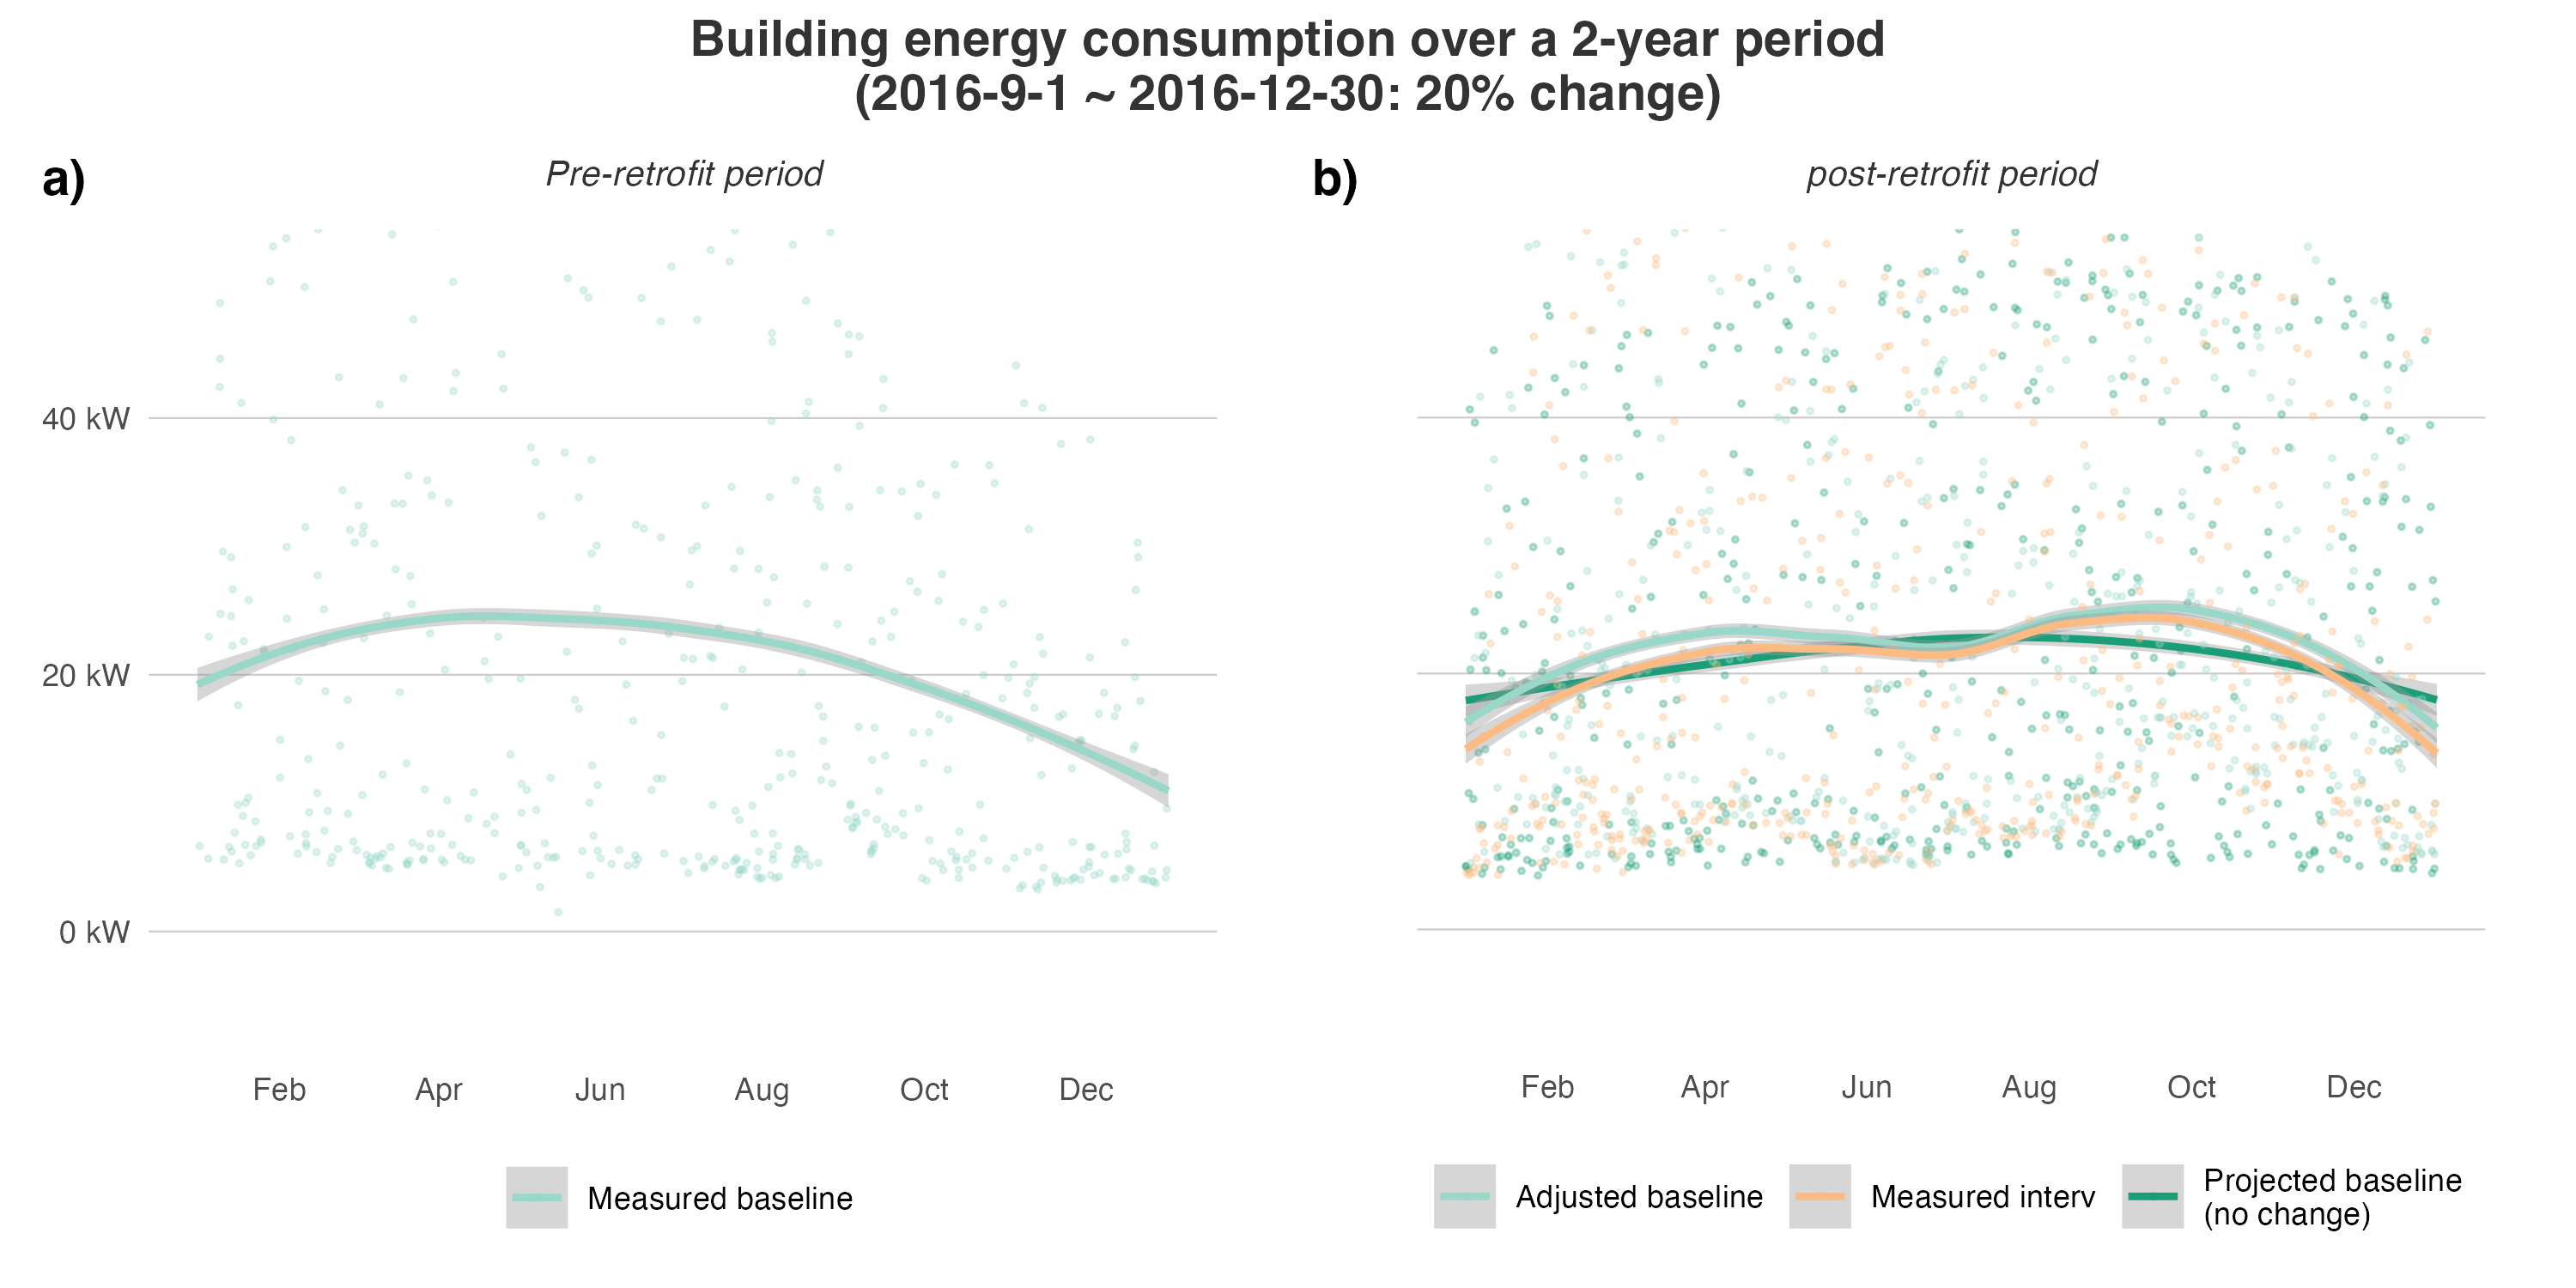 Building energy consumption over a 2-year period
(2016-9-1 ~ 2016-12-30: 20% change)
a)
Pre-retrofit period
40 kW
20 kW
0 kW
Feb Apr Jun Aug Oct Dec
Measured baseline
b)
post-retrofit period
Feb Apr Jun Aug Oct Dec
Adjusted baseline
Measured interv
Projected baseline
(no change)